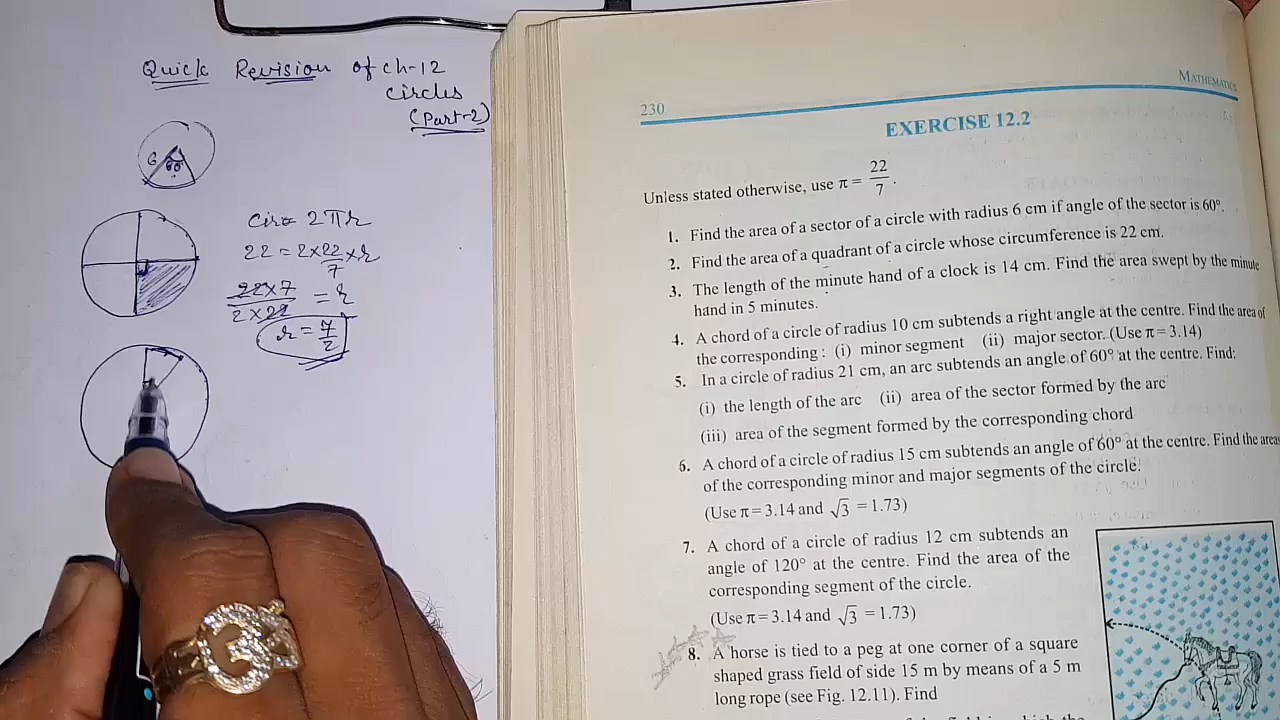 Quick Revision of Ch-12
Circles
(Part-2)
6
60°
Circ= 2πr
22 = 2×22/7×r
22×7/2×22 = r
r = 7/2
230
MATHEMATICS
EXERCISE 12.2
Unless stated otherwise, use π = 22/7.
1. Find the area of a sector of a circle with radius 6 cm if angle of the sector is 60°.
2. Find the area of a quadrant of a circle whose circumference is 22 cm.
3. The length of the minute hand of a clock is 14 cm. Find the area swept by the minute
hand in 5 minutes.
4. A chord of a circle of radius 10 cm subtends a right angle at the centre. Find the area of
the corresponding : (i) minor segment (ii) major sector. (Use π = 3.14)
5. In a circle of radius 21 cm, an arc subtends an angle of 60° at the centre. Find:
(i) the length of the arc (ii) area of the sector formed by the arc
(iii) area of the segment formed by the corresponding chord
6. A chord of a circle of radius 15 cm subtends an angle of 60° at the centre. Find the areas
of the corresponding minor and major segments of the circle.
(Use π = 3.14 and √3 = 1.73)
7. A chord of a circle of radius 12 cm subtends an
angle of 120° at the centre. Find the area of the
corresponding segment of the circle.
(Use π = 3.14 and √3 = 1.73)
8. A horse is tied to a peg at one corner of a square
shaped grass field of side 15 m by means of a 5 m
long rope (see Fig. 12.11). Find